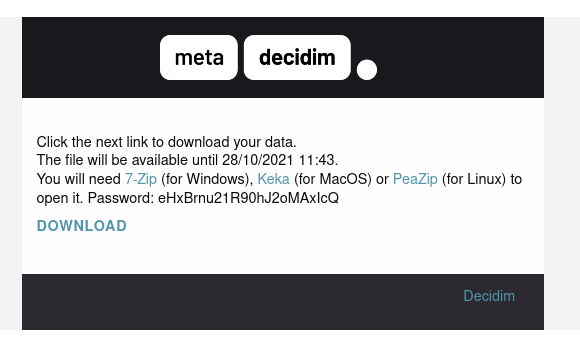 meta decidim
Click the next link to download your data.
The file will be available until 28/10/2021 11:43.
You will need 7-Zip (for Windows), Keka (for MacOS) or PeaZip (for Linux) to
open it. Password: eHxBrnu21R90hJ2oMAxIcQ
DOWNLOAD
Decidim